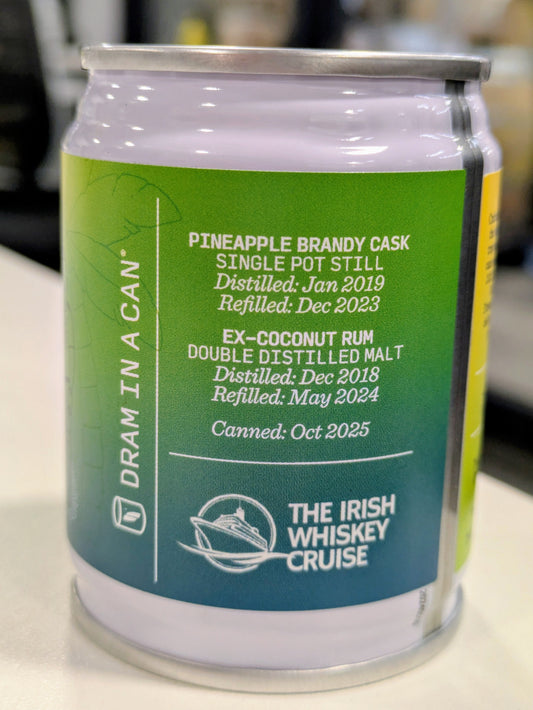 DRAM IN A CAN®
PINEAPPLE BRANDY CASK
SINGLE POT STILL
Distilled: Jan 2019
Refilled: Dec 2023
EX-COCONUT RUM
DOUBLE DISTILLED MALT
Distilled: Dec 2018
Refilled: May 2024
Canned: Oct 2025
THE IRISH
WHISKEY
CRUISE